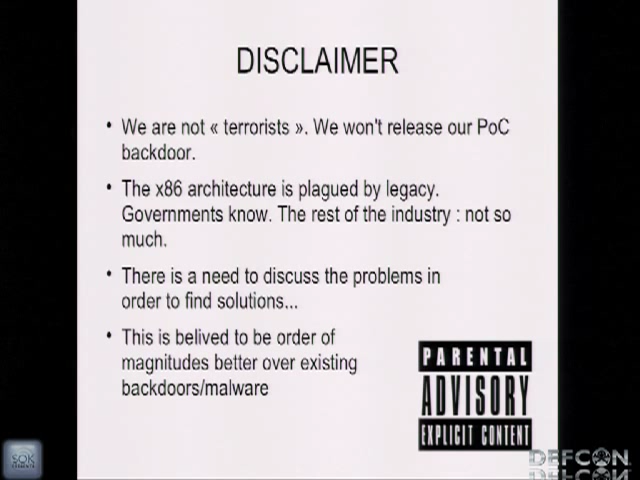 DISCLAIMER
• We are not « terrorists ». We won't release our PoC
backdoor.
• The x86 architecture is plagued by legacy.
Governments know. The rest of the industry : not so
much.
• There is a need to discuss the problems in
order to find solutions...
• This is belived to be order of
magnitudes better over existing
backdoors/malware
PARENTAL
ADVISORY
EXPLICIT CONTENT
DEFCON